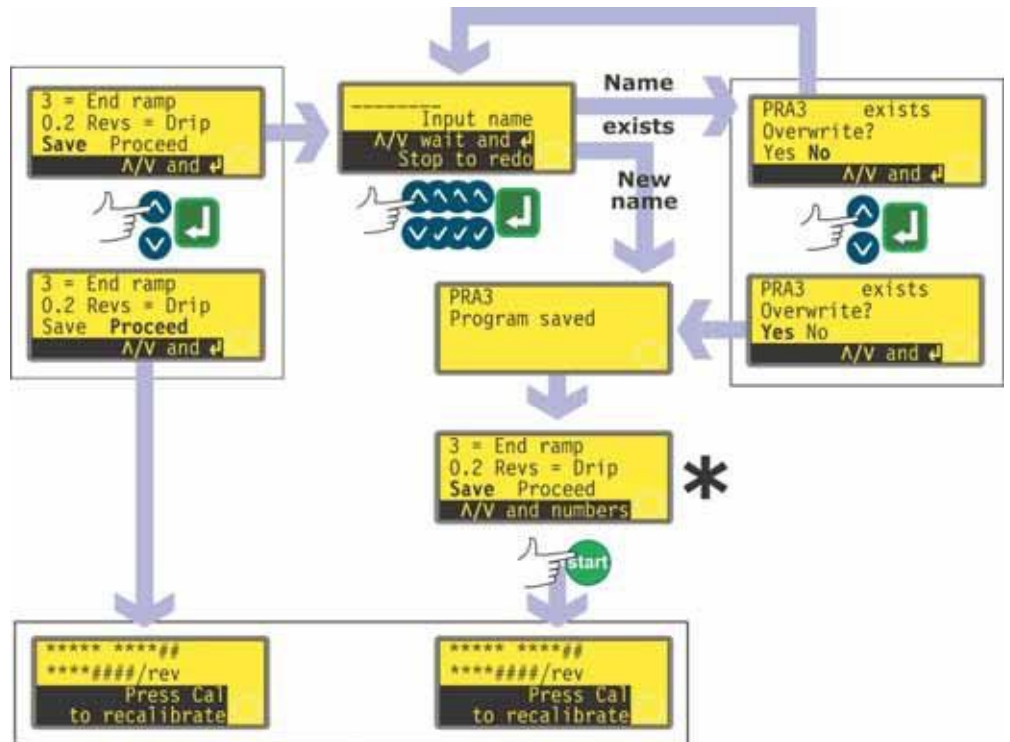 3 = End ramp
0.2 Revs = Drip
Save Proceed
∧/∨ and ↵
3 = End ramp
0.2 Revs = Drip
Save Proceed
∧/∨ and ↵
________
Input name
∧/∨ wait and ↵
Stop to redo
Name
exists
New
name
PRA3 exists
Overwrite?
Yes No
∧/∨ and ↵
PRA3 exists
Overwrite?
Yes No
∧/∨ and ↵
PRA3
Program saved
3 = End ramp
0.2 Revs = Drip
Save Proceed
∧/∨ and numbers
*
start
***** ****##
****####/rev
Press Cal
to recalibrate
***** ****##
****####/rev
Press Cal
to recalibrate